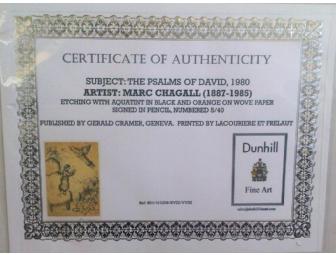 CERTIFICATE OF AUTHENTICITY
SUBJECT: THE PSALMS OF DAVID, 1980
ARTIST: MARC CHAGALL (1887-1985)
ETCHING WITH AQUATINT IN BLACK AND ORANGE ON WOVE PAPER
SIGNED IN PENCIL, NUMBERED 5/40
PUBLISHED BY GERALD CRAMER, GENEVA. PRINTED BY LACOURIERE ET FRELAUT
Dunhill
Fine Art
Ref: